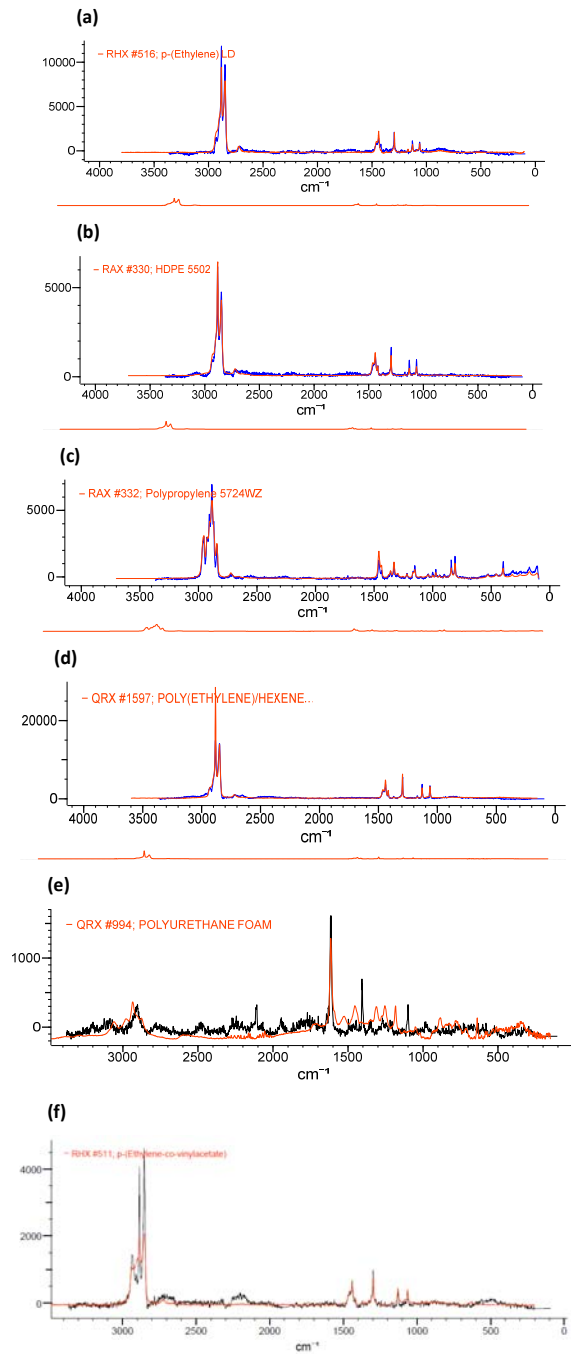 (a)
− RHX #516; p-(Ethylene) LD
10000
5000
0
4000 3500 3000 2500 2000 1500 1000 500 0
cm⁻¹
(b)
− RAX #330; HDPE 5502
5000
0
4000 3500 3000 2500 2000 1500 1000 500 0
cm⁻¹
(c)
− RAX #332; Polypropylene 5724WZ
5000
0
4000 3500 3000 2500 2000 1500 1000 500 0
cm⁻¹
(d)
− QRX #1597; POLY(ETHYLENE)/HEXENE...
20000
10000
0
4000 3500 3000 2500 2000 1500 1000 500 0
cm⁻¹
(e)
− QRX #994; POLYURETHANE FOAM
1000
0
3000 2500 2000 1500 1000 500
cm⁻¹
(f)
− RHX #511; p-(Ethylene-co-vinylacetate)
4000
2000
0
3000 2500 2000 1500 1000 500
cm⁻¹